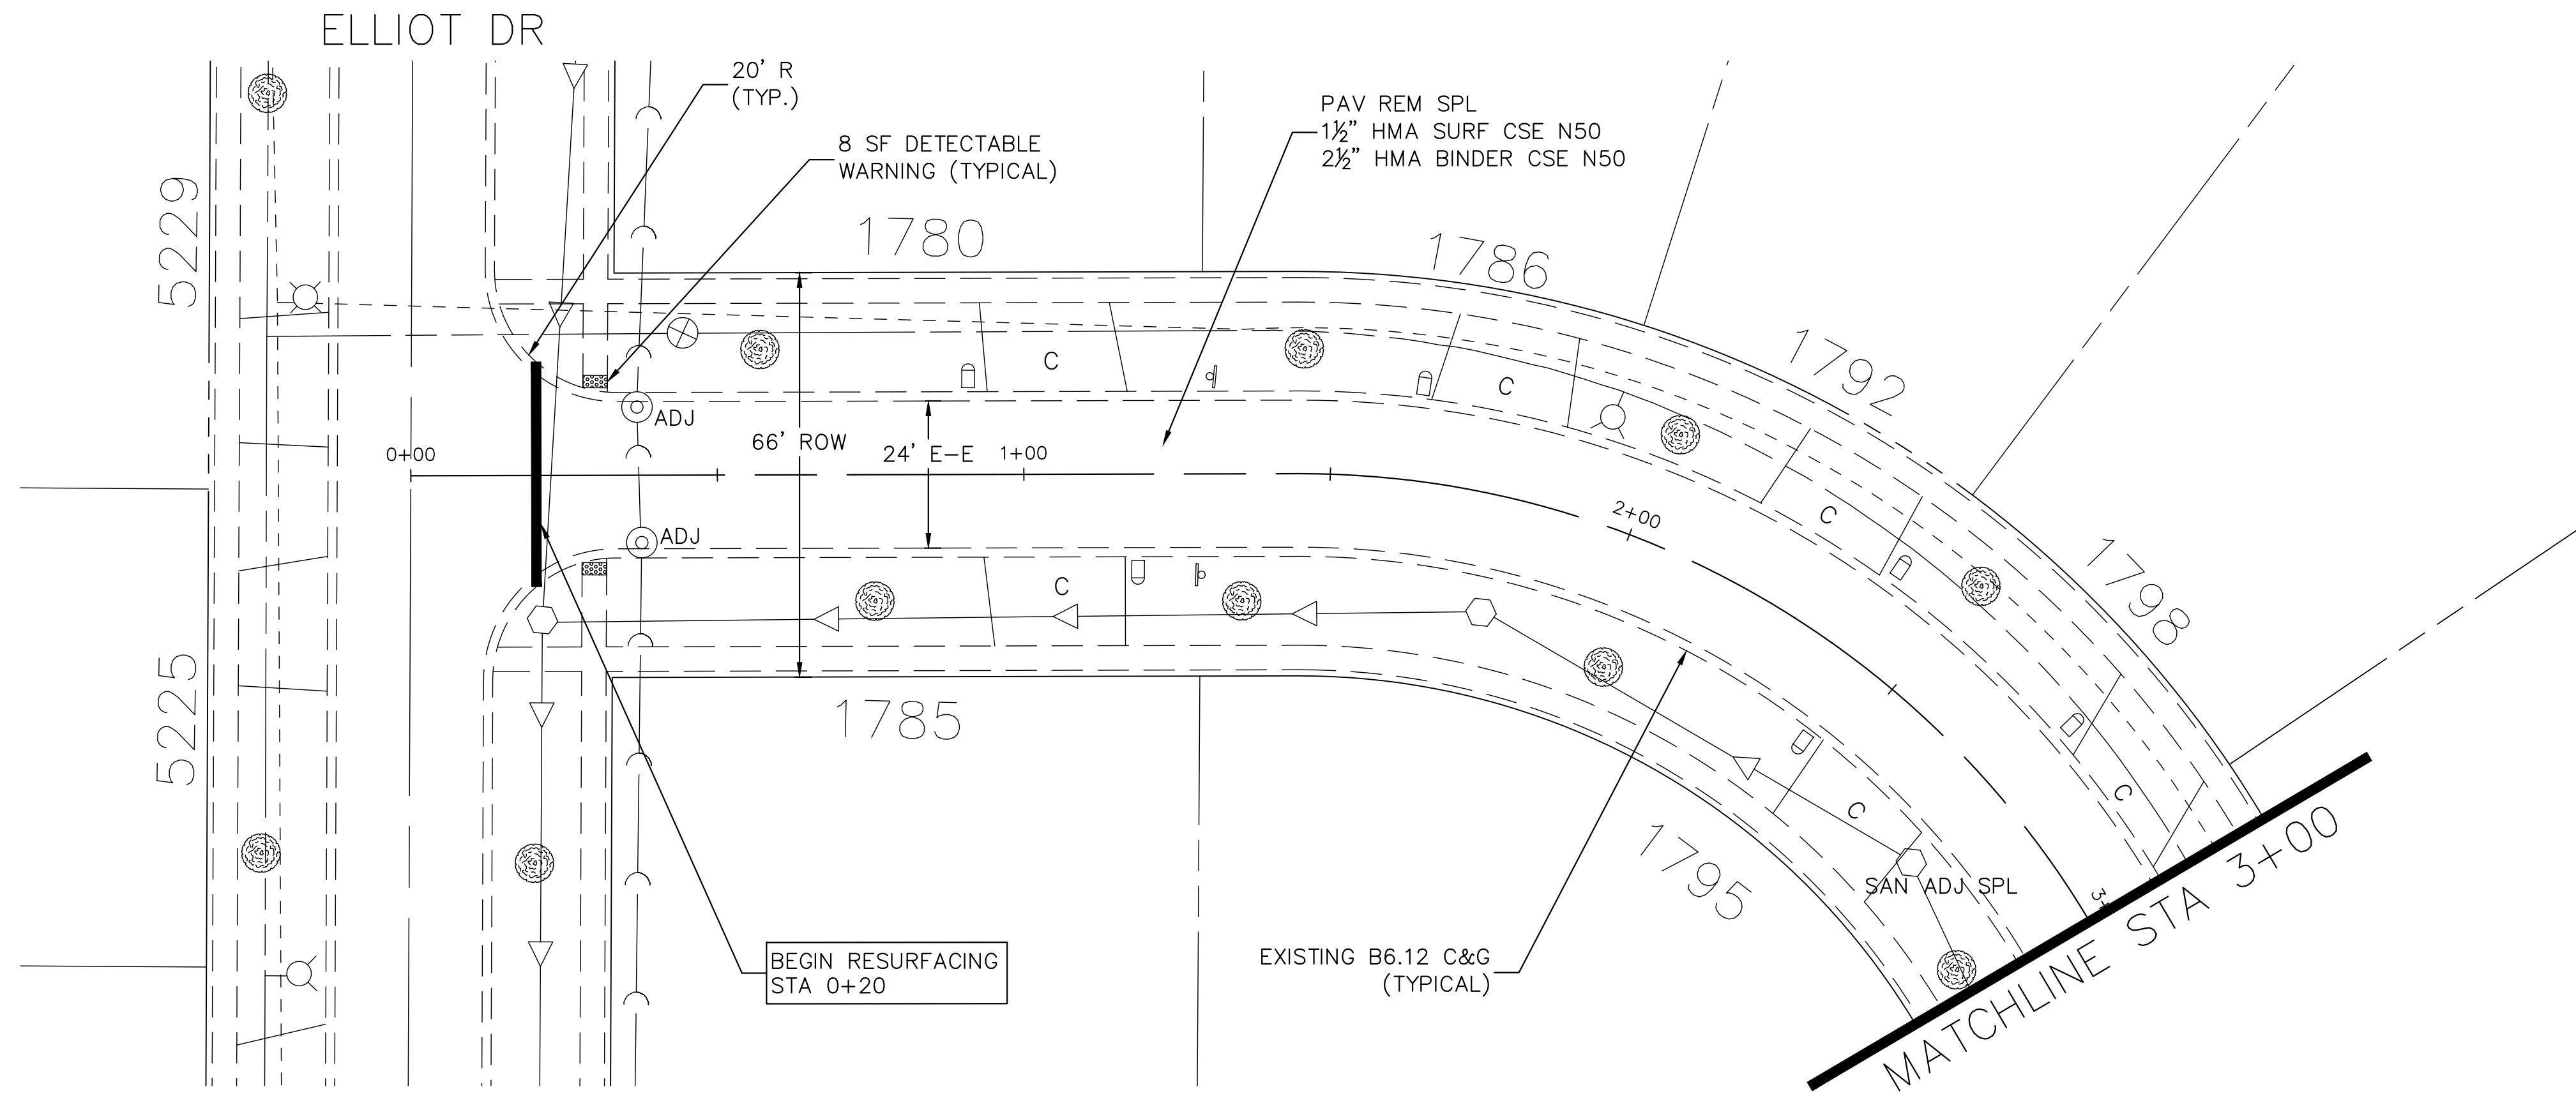 ELLIOT DR
20' R
(TYP.)
8 SF DETECTABLE
WARNING (TYPICAL)
PAV REM SPL
1½" HMA SURF CSE N50
2½" HMA BINDER CSE N50
5229
1780
1786
1792
1798
C
C
C
C
ADJ
66' ROW
24' E-E
0+00
1+00
2+00
ADJ
C
C
5225
1785
1795
SAN ADJ SPL
3+
BEGIN RESURFACING
STA 0+20
EXISTING B6.12 C&G
(TYPICAL)
MATCHLINE STA 3+00